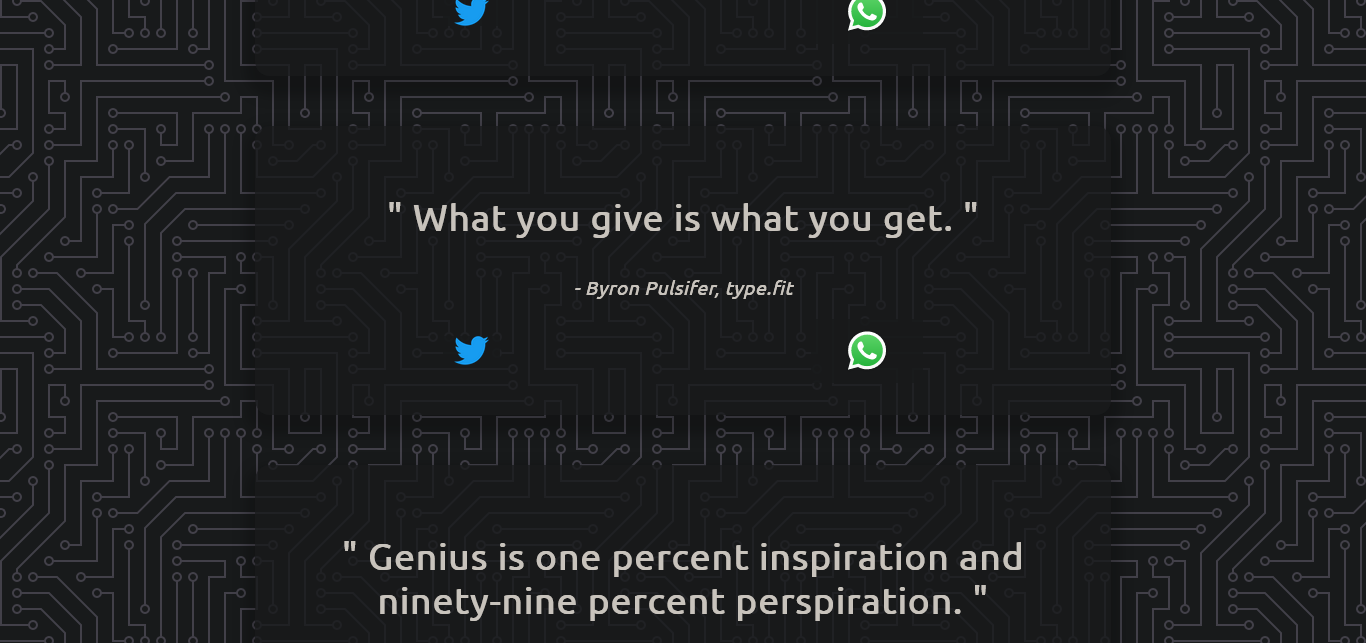 " What you give is what you get. "
- Byron Pulsifer, type.fit
" Genius is one percent inspiration and
ninety-nine percent perspiration. "